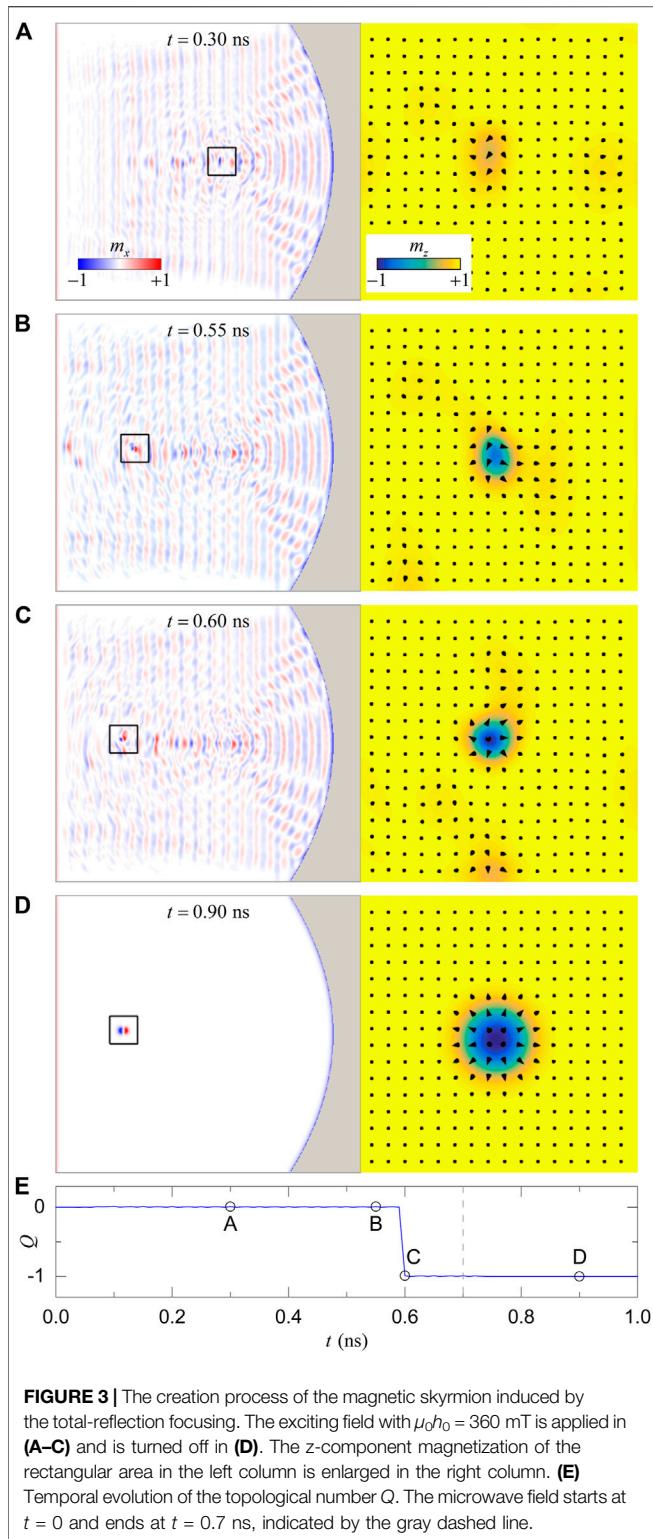 A
t = 0.30 ns
mx
−1 +1
mz
−1 +1
B
t = 0.55 ns
C
t = 0.60 ns
D
t = 0.90 ns
E
0
-1
Q
A
B
C
D
0.0 0.2 0.4 0.6 0.8 1.0
t (ns)
FIGURE 3 | The creation process of the magnetic skyrmion induced by
the total-reflection focusing. The exciting field with μ0h0 = 360 mT is applied in
(A–C) and is turned off in (D). The z-component magnetization of the
rectangular area in the left column is enlarged in the right column. (E)
Temporal evolution of the topological number Q. The microwave field starts at
t = 0 and ends at t = 0.7 ns, indicated by the gray dashed line.